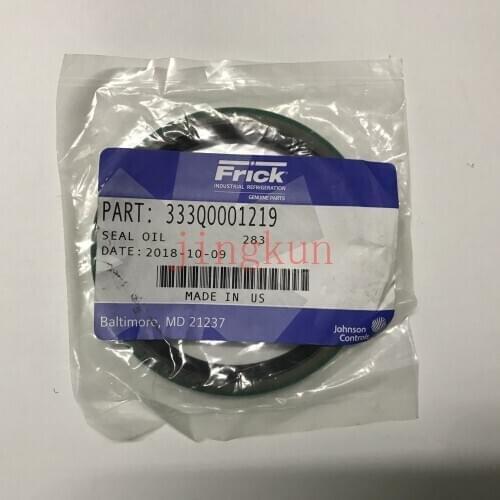 Frick
INDUSTRIAL REFRIGERATION
GENUINE PARTS
PART: 333Q0001219
SEAL OIL 283
DATE: 2018-10-09
jingkun
MADE IN US
Baltimore, MD 21237
Johnson
Controls